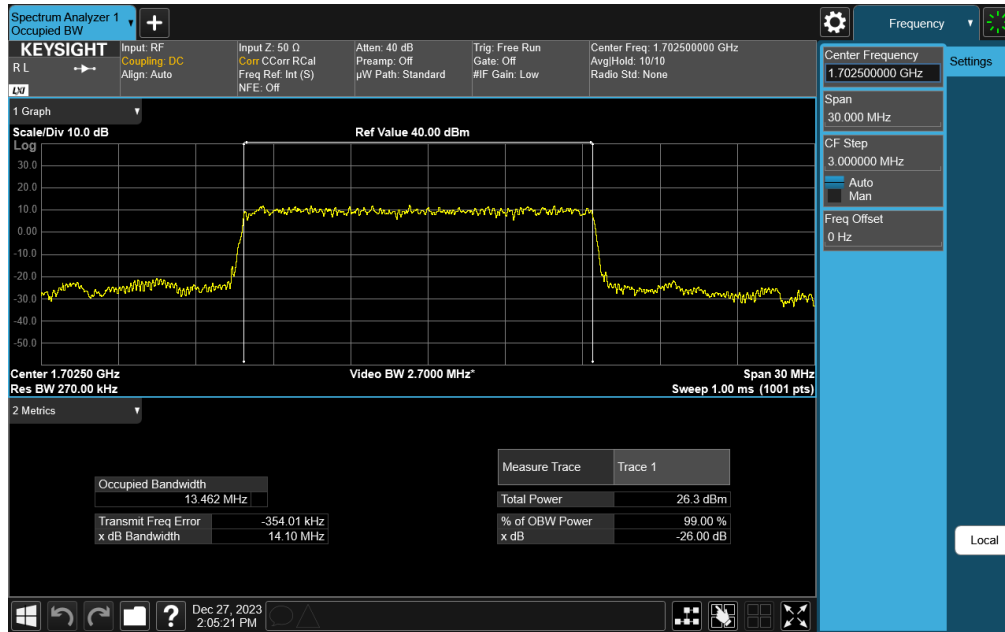 Spectrum Analyzer 1
Occupied BW
Frequency
KEYSIGHT
R L
LXI
Input: RF
Coupling: DC
Align: Auto
Input Z: 50 Ω
Corr CCorr RCal
Freq Ref: Int (S)
NFE: Off
Atten: 40 dB
Preamp: Off
µW Path: Standard
Trig: Free Run
Gate: Off
#IF Gain: Low
Center Freq: 1.702500000 GHz
Avg|Hold: 10/10
Radio Std: None
Center Frequency
1.702500000 GHz
Settings
Span
30.000 MHz
CF Step
3.000000 MHz
Auto
Man
Freq Offset
0 Hz
1 Graph
Scale/Div 10.0 dB
Ref Value 40.00 dBm
Log
30.0
20.0
10.0
0.00
-10.0
-20.0
-30.0
-40.0
-50.0
Center 1.70250 GHz
Video BW 2.7000 MHz*
Span 30 MHz
Res BW 270.00 kHz
Sweep 1.00 ms (1001 pts)
2 Metrics
Measure Trace
Trace 1
Occupied Bandwidth
13.462 MHz
Total Power
26.3 dBm
Transmit Freq Error
-354.01 kHz
% of OBW Power
99.00 %
x dB Bandwidth
14.10 MHz
x dB
-26.00 dB
Local
?
Dec 27, 2023
2:05:21 PM